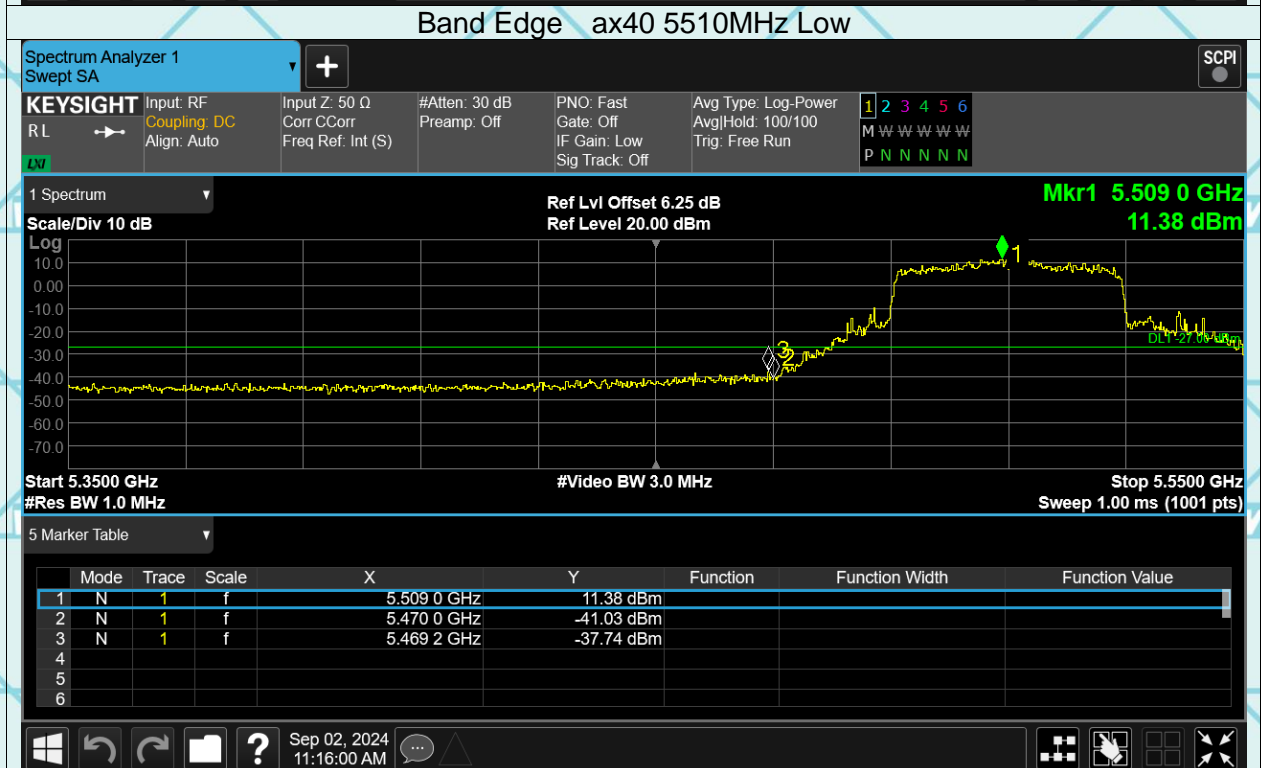 Band Edge ax40 5510MHz Low
Spectrum Analyzer 1
Swept SA
+
SCPI
KEYSIGHT
R L
LXI
Input: RF
Coupling: DC
Align: Auto
Input Z: 50 Ω
Corr CCorr
Freq Ref: Int (S)
#Atten: 30 dB
Preamp: Off
PNO: Fast
Gate: Off
IF Gain: Low
Sig Track: Off
Avg Type: Log-Power
Avg|Hold: 100/100
Trig: Free Run
1 2 3 4 5 6
M W W W W W
P N N N N N
1 Spectrum
Scale/Div 10 dB
Ref Lvl Offset 6.25 dB
Ref Level 20.00 dBm
Mkr1 5.509 0 GHz
11.38 dBm
Log
10.0
0.00
-10.0
-20.0
-30.0
-40.0
-50.0
-60.0
-70.0
1
3
2
DL1 -27.00 dBm
Start 5.3500 GHz
#Res BW 1.0 MHz
#Video BW 3.0 MHz
Stop 5.5500 GHz
Sweep 1.00 ms (1001 pts)
5 Marker Table
Mode Trace Scale X Y Function Function Width Function Value
1 N 1 f 5.509 0 GHz 11.38 dBm
2 N 1 f 5.470 0 GHz -41.03 dBm
3 N 1 f 5.469 2 GHz -37.74 dBm
4
5
6
?
Sep 02, 2024
11:16:00 AM